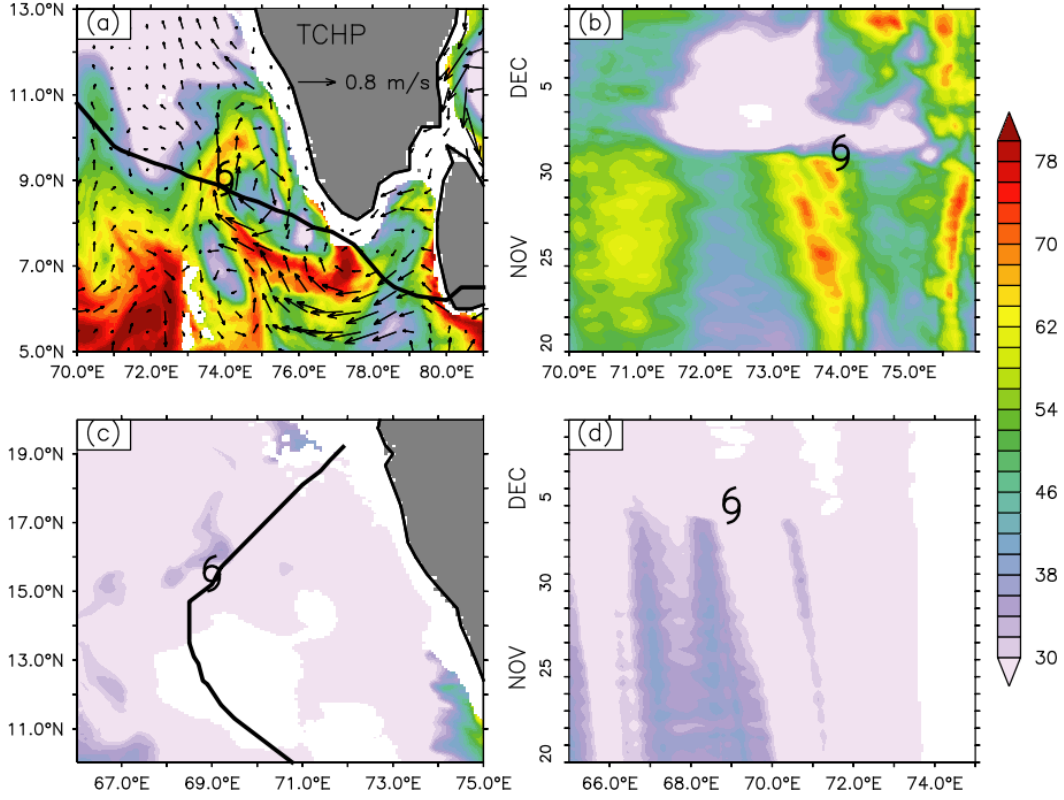 (a)
TCHP
0.8 m/s
13.0°N
11.0°N
9.0°N
7.0°N
5.0°N
70.0°E 72.0°E 74.0°E 76.0°E 78.0°E 80.0°E
(b)
DEC
5
30
NOV
25
20
70.0°E 71.0°E 72.0°E 73.0°E 74.0°E 75.0°E
(c)
19.0°N
17.0°N
15.0°N
13.0°N
11.0°N
67.0°E 69.0°E 71.0°E 73.0°E 75.0°E
(d)
DEC
5
30
NOV
25
20
66.0°E 68.0°E 70.0°E 72.0°E 74.0°E
78
70
62
54
46
38
30